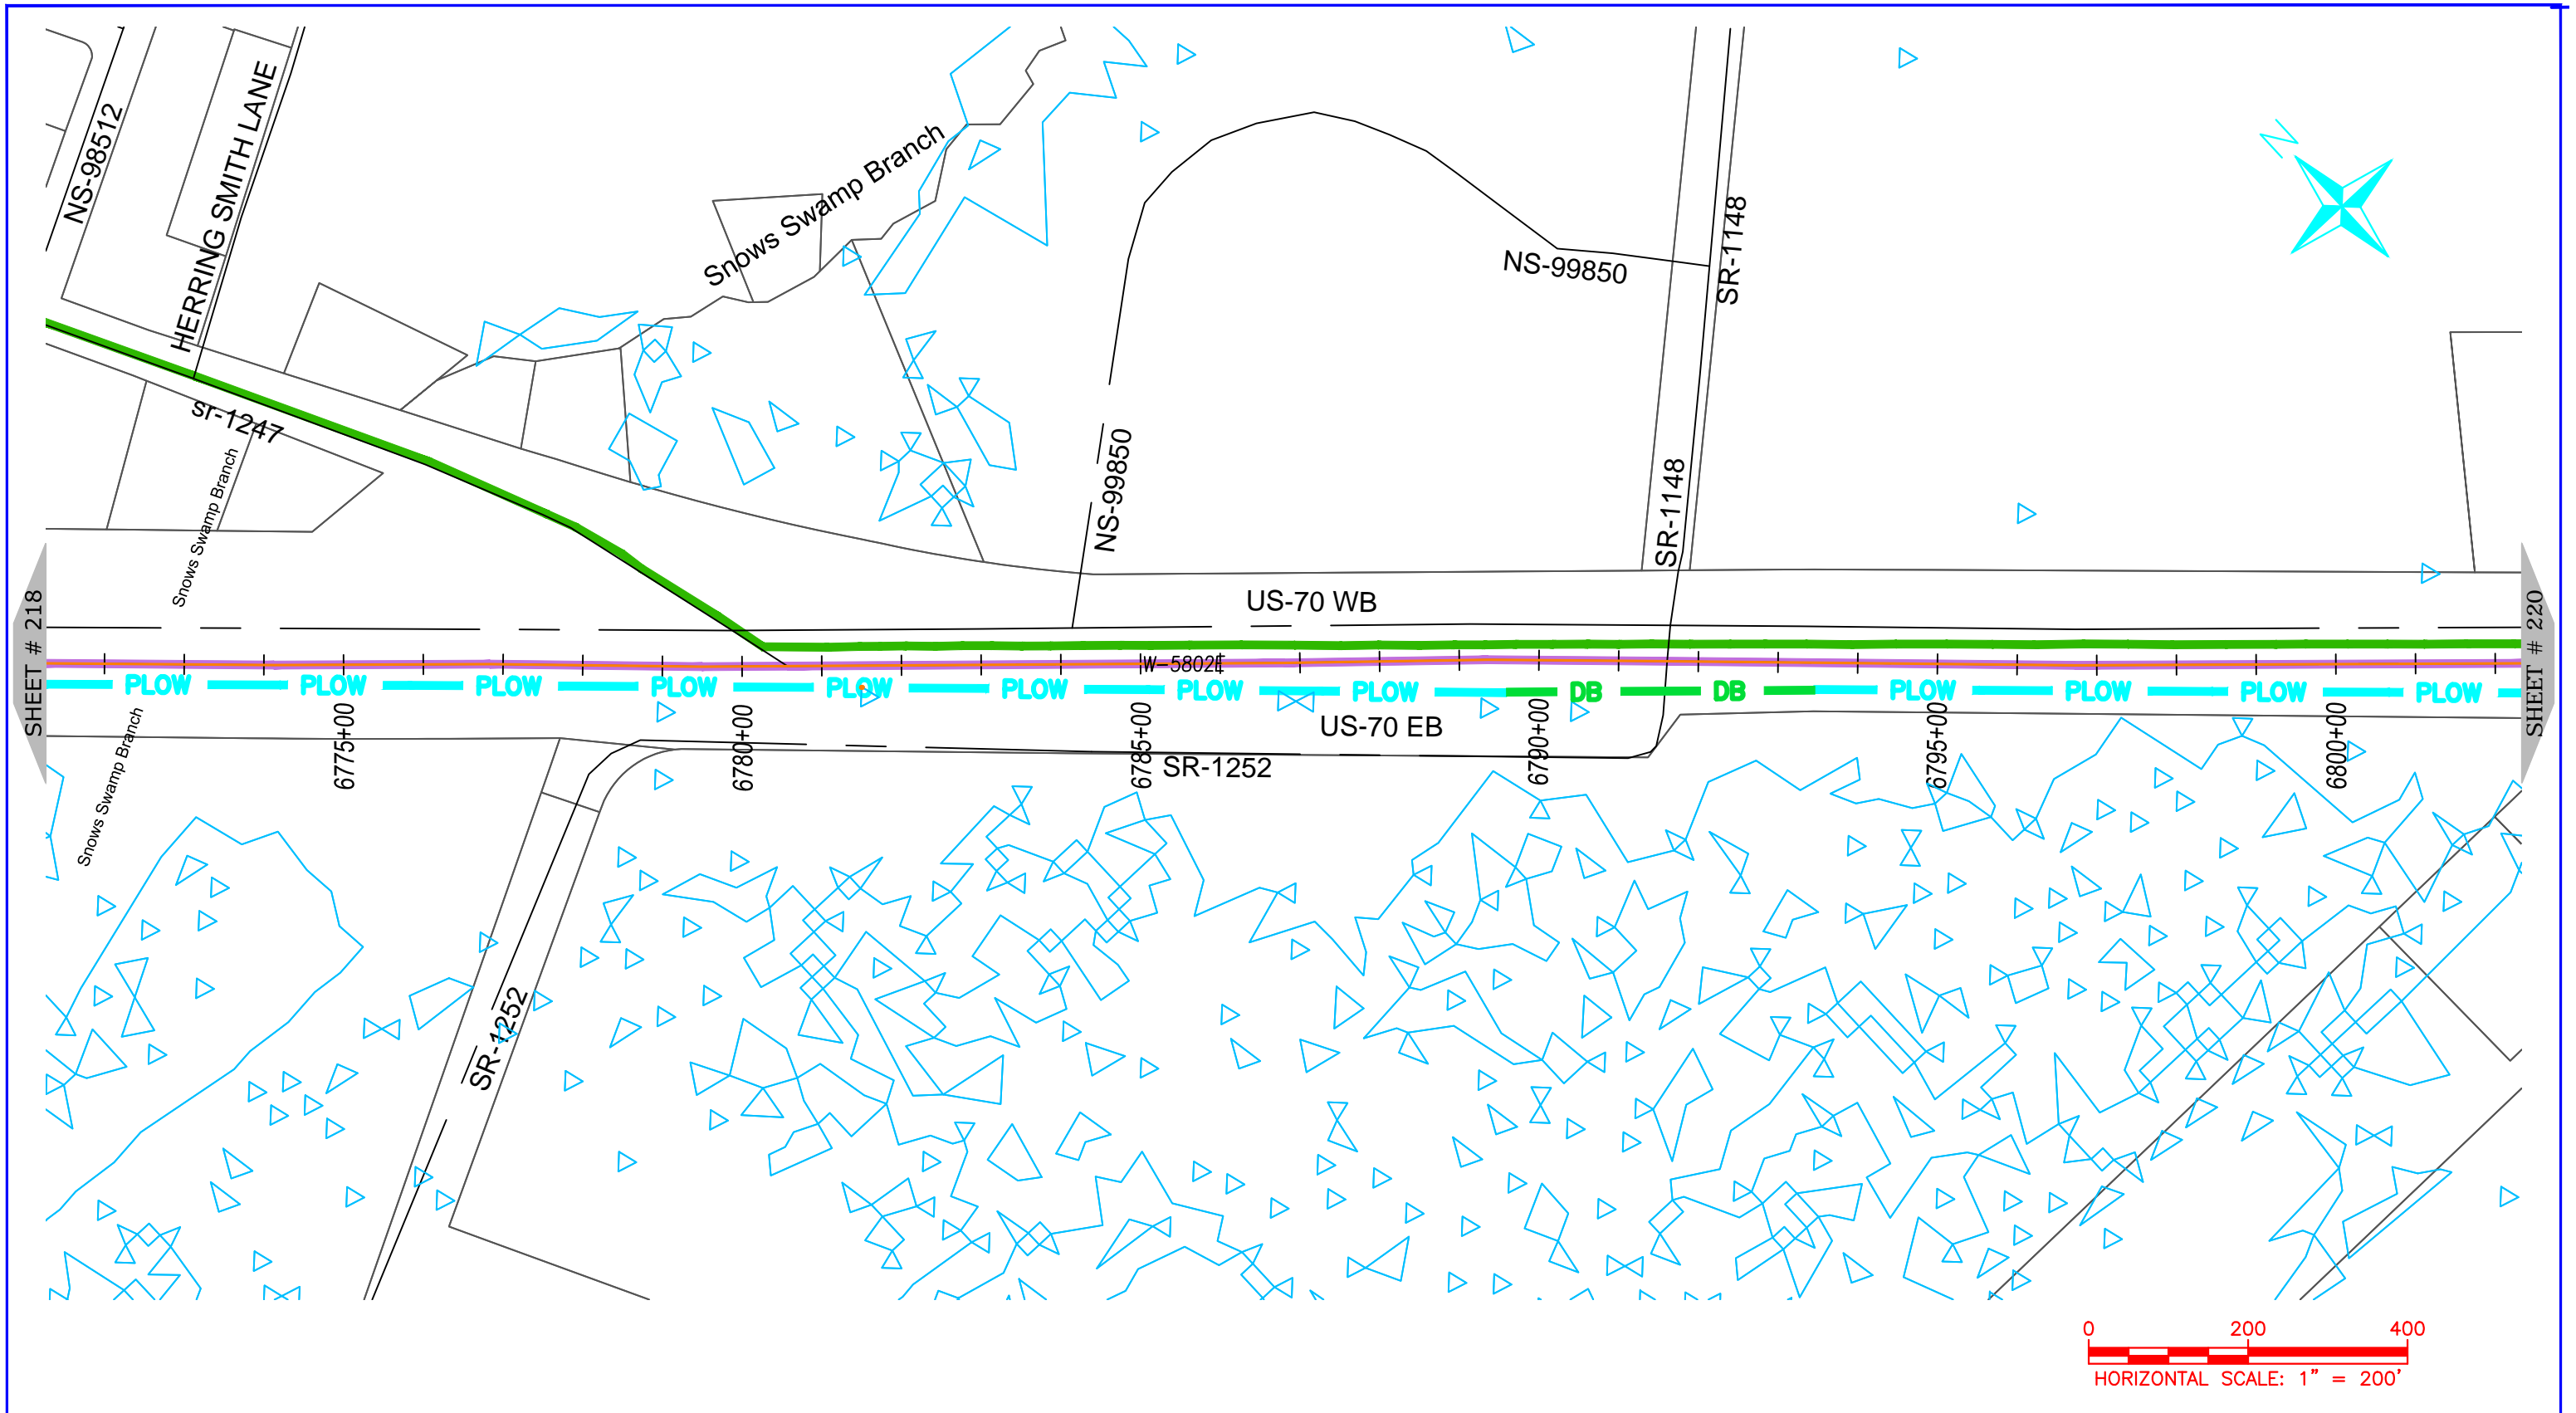 NS-98512
HERRING SMITH LANE
Snows Swamp Branch
N
NS-99850
SR-1148
sr-1247
Snows Swamp Branch
NS-99850
SR-1148
US-70 WB
SHEET # 218
SHEET # 220
W-5802E
PLOW PLOW PLOW PLOW PLOW PLOW PLOW PLOW DB DB PLOW PLOW PLOW PLOW
US-70 EB
Snows Swamp Branch
6775+00 6780+00 6785+00 6790+00 6795+00 6800+00
SR-1252
SR-1252
0 200 400
HORIZONTAL SCALE: 1" = 200'